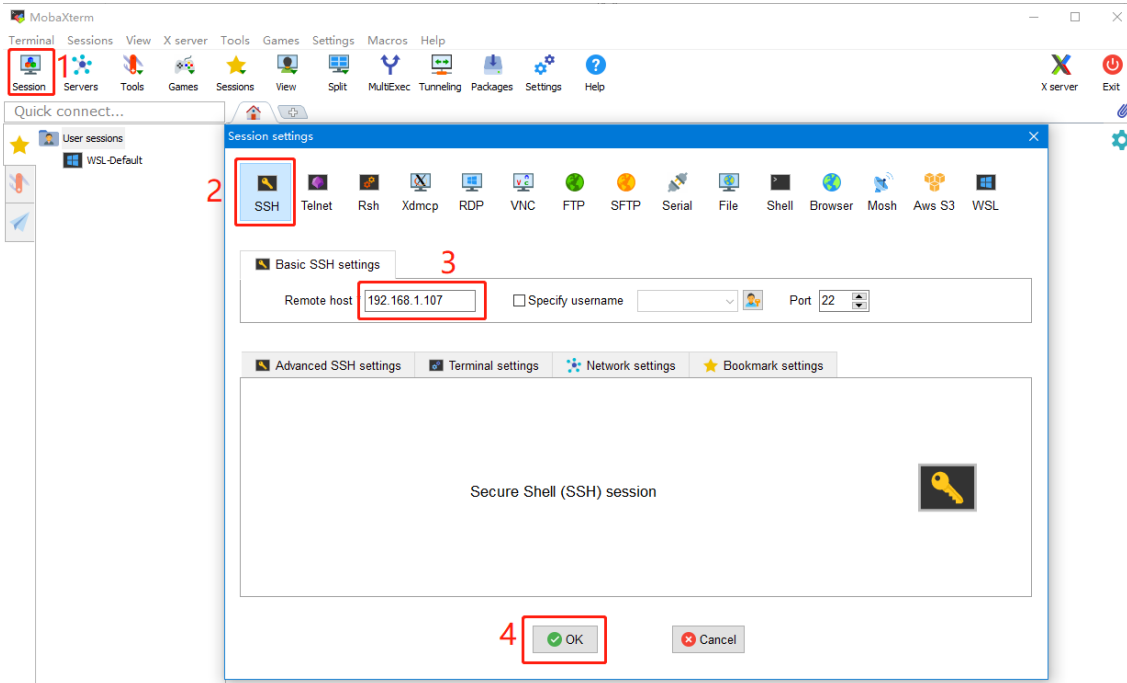 MobaXterm
Terminal Sessions View X server Tools Games Settings Macros Help
1
Session Servers Tools Games Sessions View Split MultiExec Tunneling Packages Settings Help X server Exit
Quick connect...
User sessions
WSL-Default
Session settings
2
SSH Telnet Rsh Xdmcp RDP VNC FTP SFTP Serial File Shell Browser Mosh Aws S3 WSL
3
Basic SSH settings
Remote host * 192.168.1.107 Specify username Port 22
Advanced SSH settings Terminal settings Network settings Bookmark settings
Secure Shell (SSH) session
4 OK Cancel